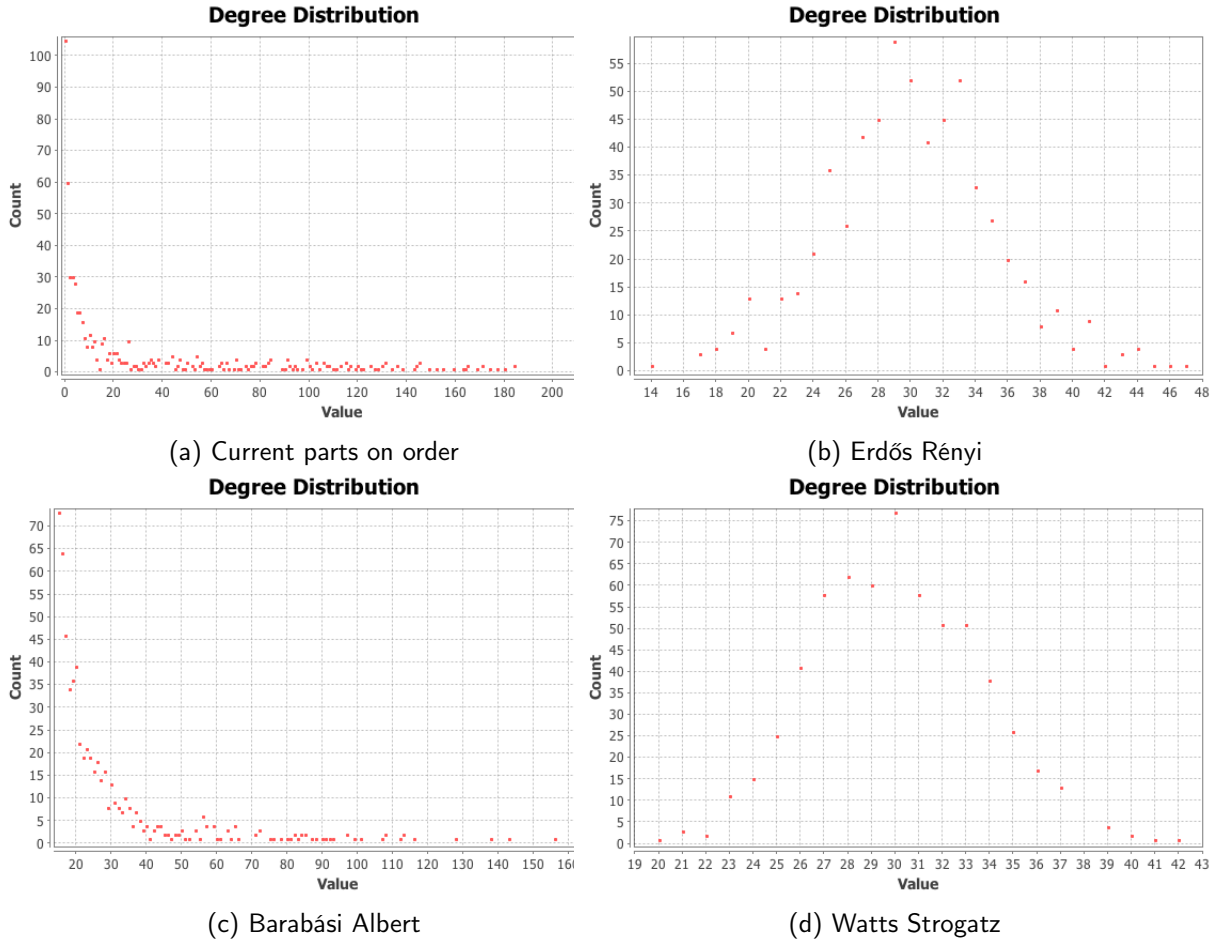 Degree Distribution
Count
100
90
80
70
60
50
40
30
20
10
0
0 20 40 60 80 100 120 140 160 180 200
Value
(a) Current parts on order
Degree Distribution
Count
55
50
45
40
35
30
25
20
15
10
5
0
14 16 18 20 22 24 26 28 30 32 34 36 38 40 42 44 46 48
Value
(b) Erdős Rényi
Degree Distribution
Count
70
65
60
55
50
45
40
35
30
25
20
15
10
5
0
20 30 40 50 60 70 80 90 100 110 120 130 140 150 160
Value
(c) Barabási Albert
Degree Distribution
Count
75
70
65
60
55
50
45
40
35
30
25
20
15
10
5
0
19 20 21 22 23 24 25 26 27 28 29 30 31 32 33 34 35 36 37 38 39 40 41 42 43
Value
(d) Watts Strogatz